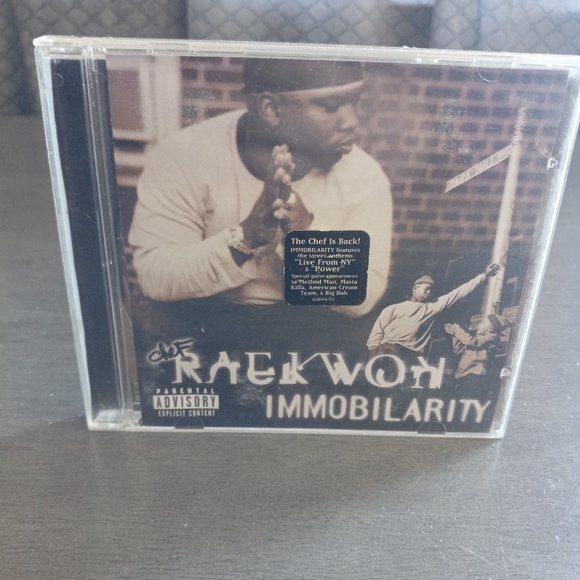 The Chef Is Back!
IMMOBILARITY features
the street anthems
"Live From NY"
& "Power"
Special guest appearances
by Method Man, Masta
Killa, American Cream
Team, & Big Bub
chef
RAEKWON
IMMOBILARITY
PARENTAL
ADVISORY
EXPLICIT CONTENT